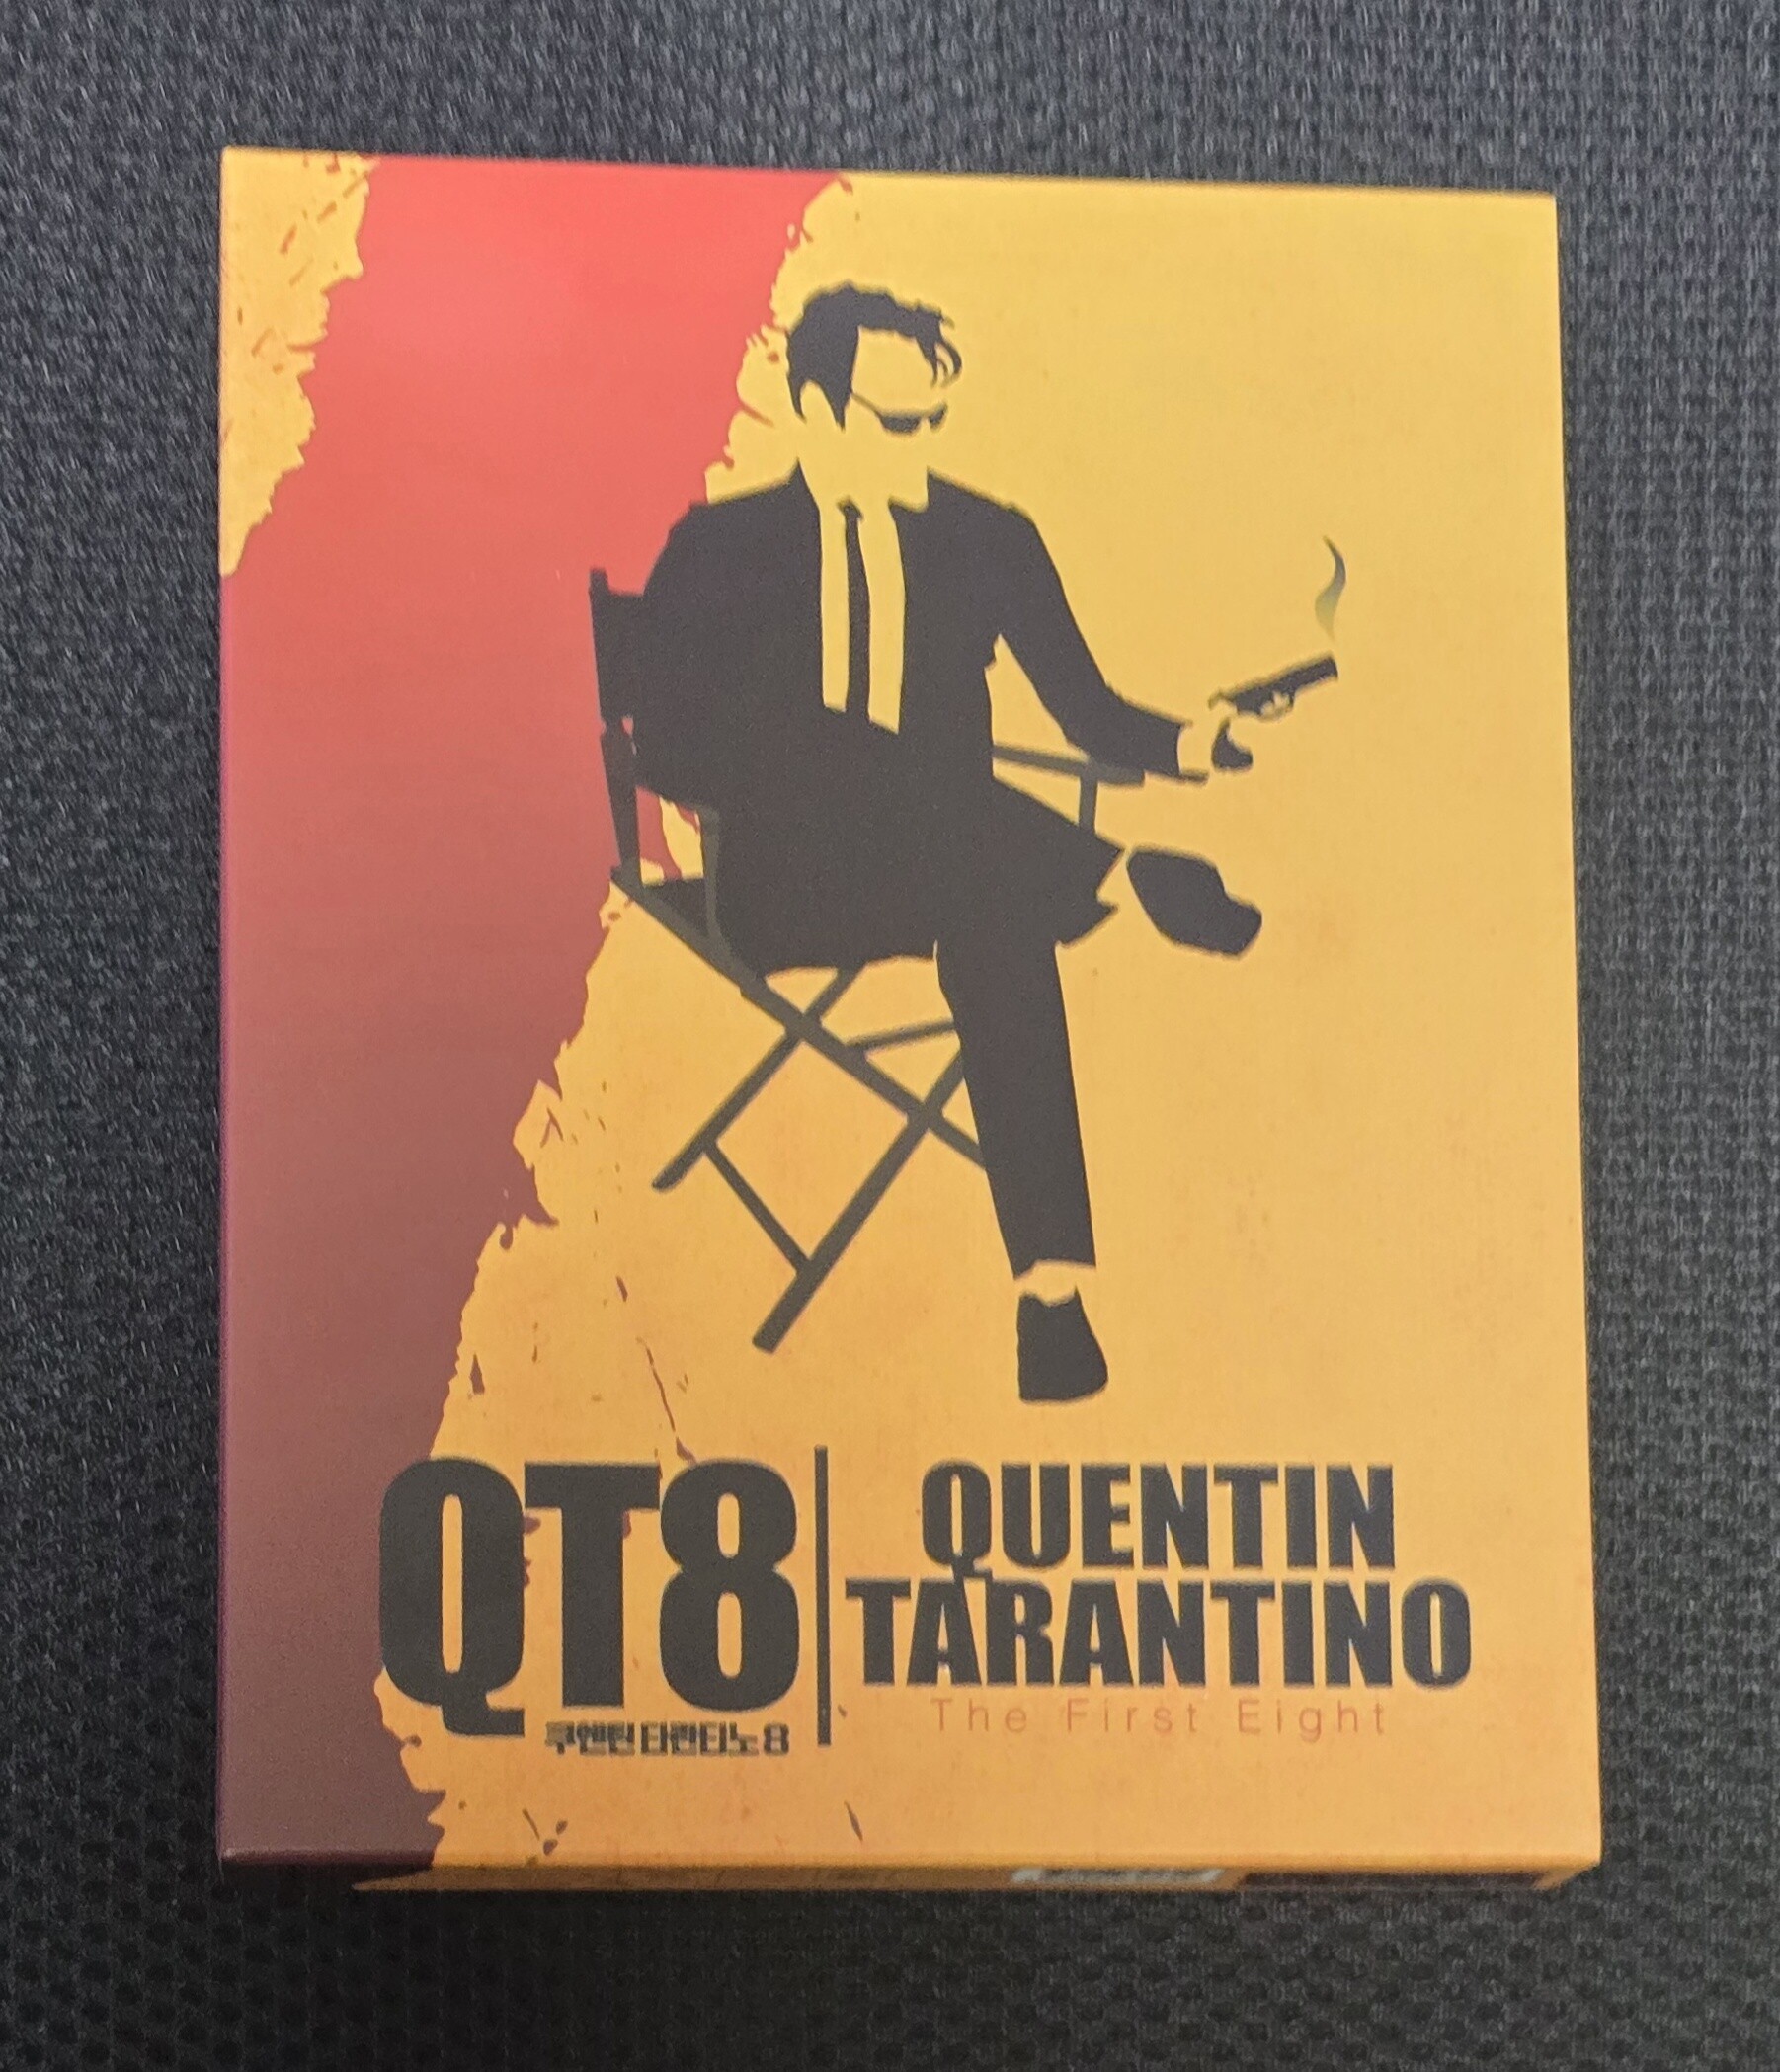 QT8
쿠엔틴 타란티노 8
QUENTIN
TARANTINO
The First Eight